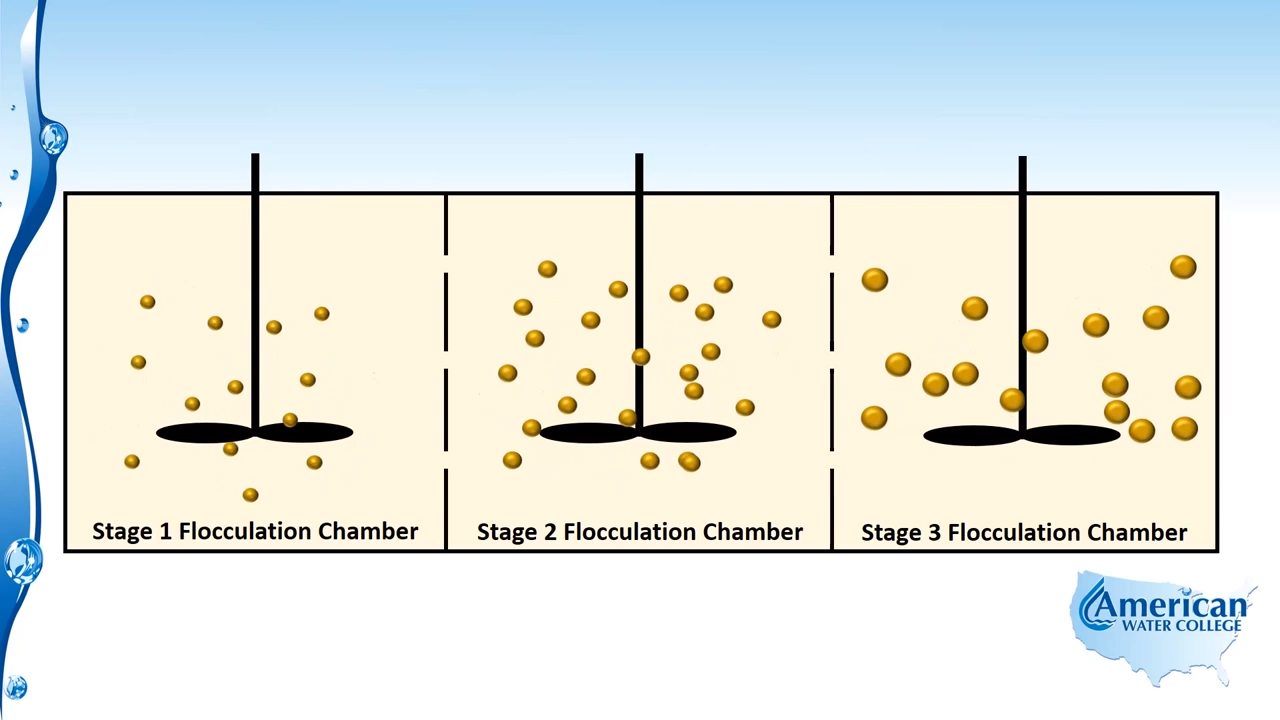 Stage 1 Flocculation Chamber
Stage 2 Flocculation Chamber
Stage 3 Flocculation Chamber
American
WATER COLLEGE